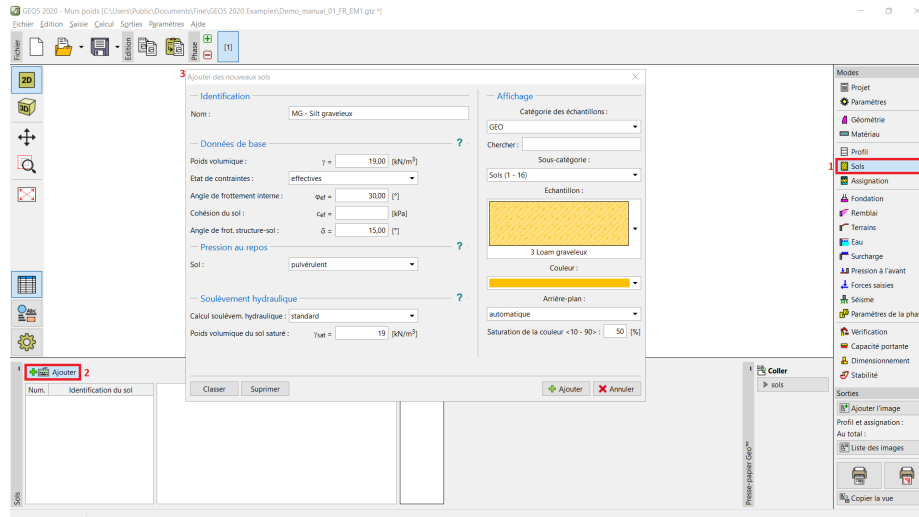 GEO5 2020 - Murs poids [C:\Users\Public\Documents\Fine\GEO5 2020 Examples\Demo_manual_01_FR_EM1.gtz *]
Fichier Edition Saisie Calcul Sorties Paramètres Aide
Fichier
Edition
Phase
[1]
2D
3D
3
Ajouter des nouveaux sols
Identification
Nom :
MG - Silt graveleux
Données de base
?
Poids volumique :
γ =
19,00
[kN/m³]
Etat de contraintes :
effectives
Angle de frottement interne :
φef =
30,00
[°]
Cohésion du sol :
cef =
[kPa]
Angle de frot. structure-sol :
δ =
15,00
[°]
Pression au repos
?
Sol :
pulvérulent
Soulèvement hydraulique
?
Calcul soulèvem. hydraulique :
standard
Poids volumique du sol saturé :
γsat =
19
[kN/m³]
Affichage
Catégorie des échantillons :
GEO
Chercher :
Sous-catégorie :
Sols (1 - 16)
Echantillon :
3 Loam graveleux
Couleur :
Arrière-plan :
automatique
Saturation de la couleur <10 - 90> :
50
[%]
Classer
Suprimer
Ajouter
Annuler
Modes
Projet
Paramètres
Géométrie
Matériau
Profil
1
Sols
Assignation
Fondation
Remblai
Terrains
Eau
Surcharge
Pression à l'avant
Forces saisies
Séisme
Paramètres de la phas
Vérification
Capacité portante
Dimensionnement
Stabilité
Sorties
Ajouter l'image
Profil et assignation :
Au total :
Liste des images
Copier la vue
Ajouter
2
Num.
Identification du sol
Sols
Coller
sols
Presse-papier Geo™